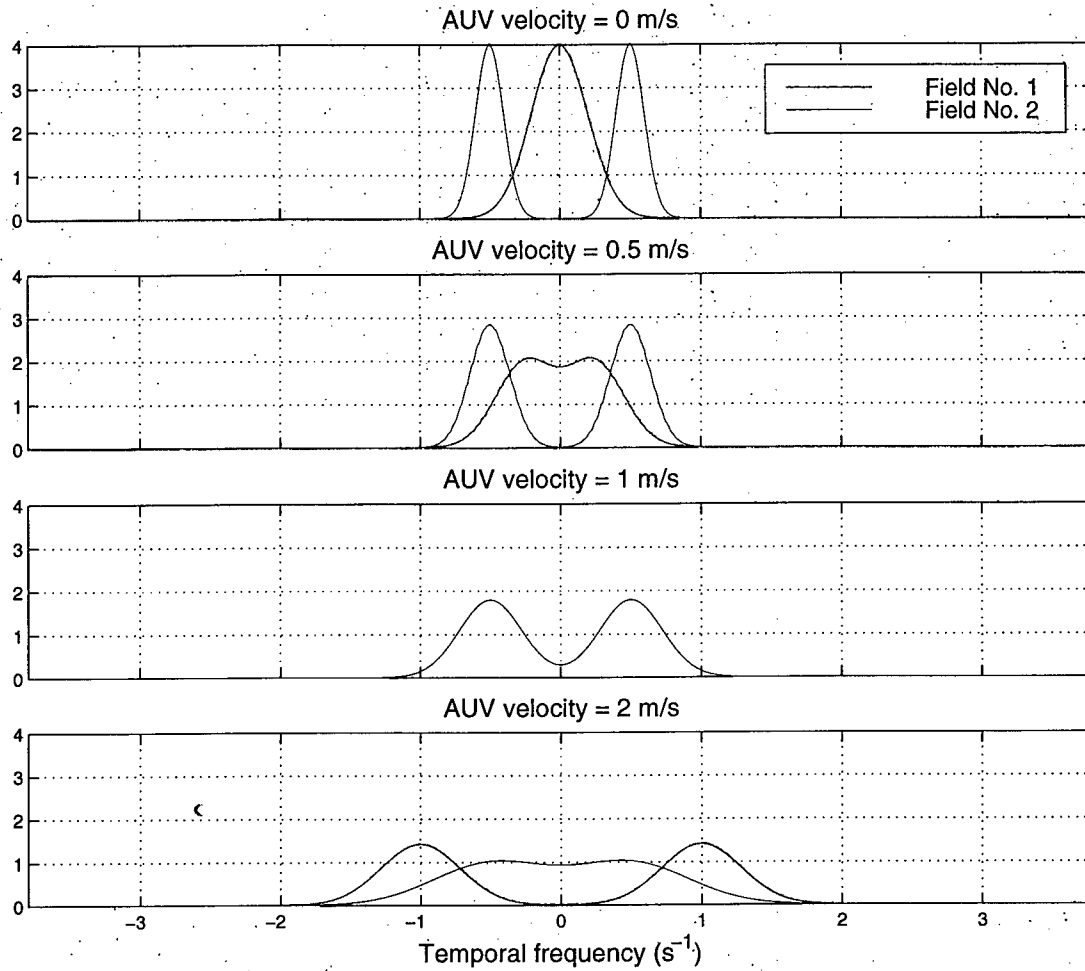 AUV velocity = 0 m/s
4
3
2
1
0
Field No. 1
Field No. 2
AUV velocity = 0.5 m/s
4
3
2
1
0
AUV velocity = 1 m/s
4
3
2
1
0
AUV velocity = 2 m/s
4
3
2
1
0
−3 −2 −1 0 1 2 3
Temporal frequency (s⁻¹)